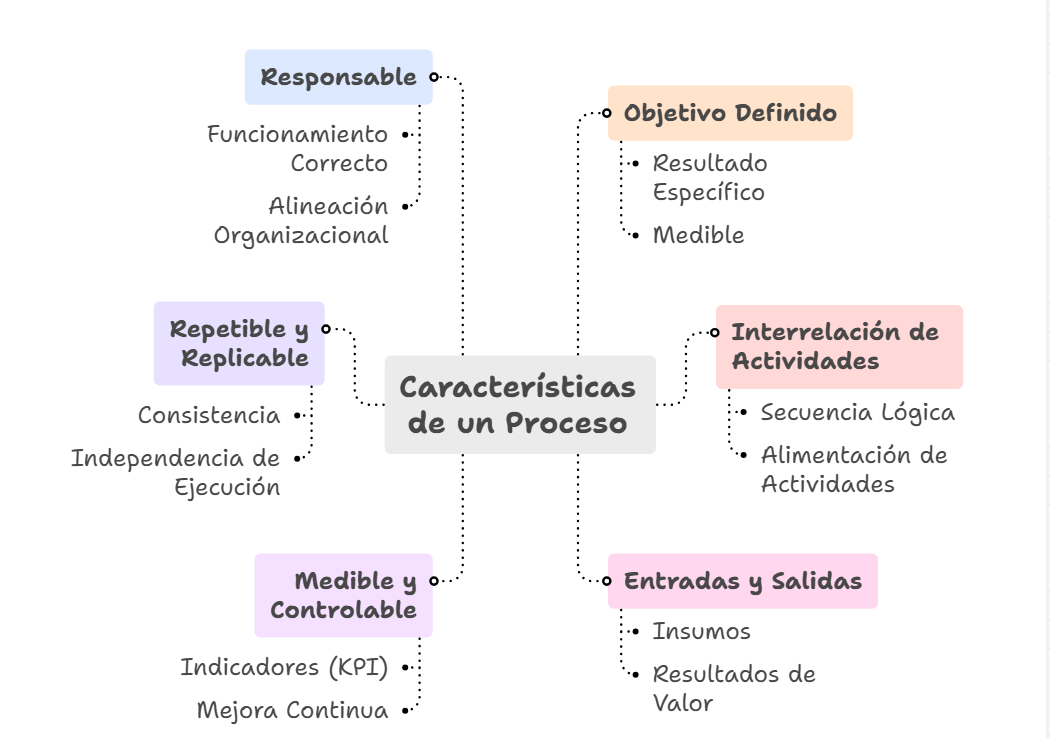 Características
de un Proceso
Objetivo Definido
Resultado
Específico
Medible
Interrelación de
Actividades
Secuencia Lógica
Alimentación de
Actividades
Entradas y Salidas
Insumos
Resultados de
Valor
Medible y
Controlable
Indicadores (KPI)
Mejora Continua
Repetible y
Replicable
Consistencia
Independencia de
Ejecución
Responsable
Funcionamiento
Correcto
Alineación
Organizacional